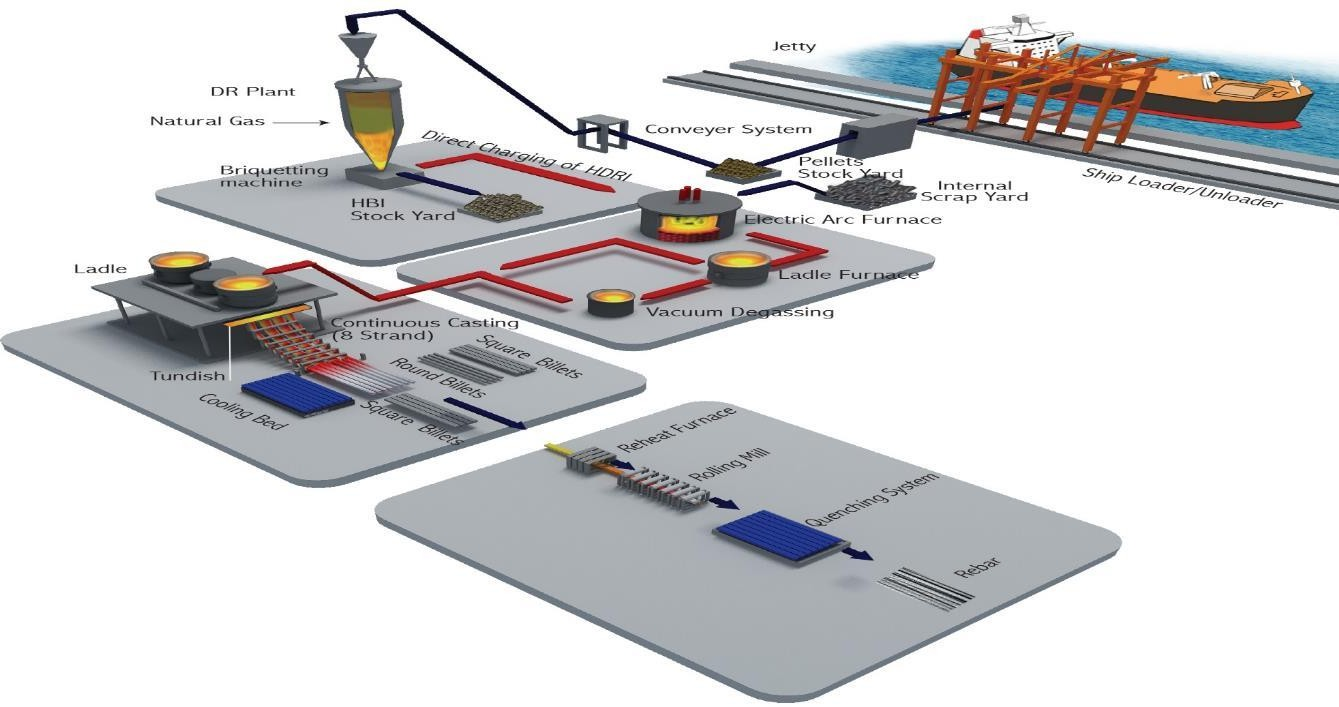 Jetty
DR Plant
Natural Gas
Conveyer System
Direct Charging of HDRI
Pellets
Stock Yard
Briquetting
machine
Ship Loader/Unloader
Internal
Scrap Yard
HBI
Stock Yard
Electric Arc Furnace
Ladle
Ladle Furnace
Vacuum Degassing
Continuous Casting
(8 Strand)
Square Billets
Round Billets
Tundish
Cooling Bed
Square Billets
Reheat Furnace
Rolling Mill
Quenching System
Rebar